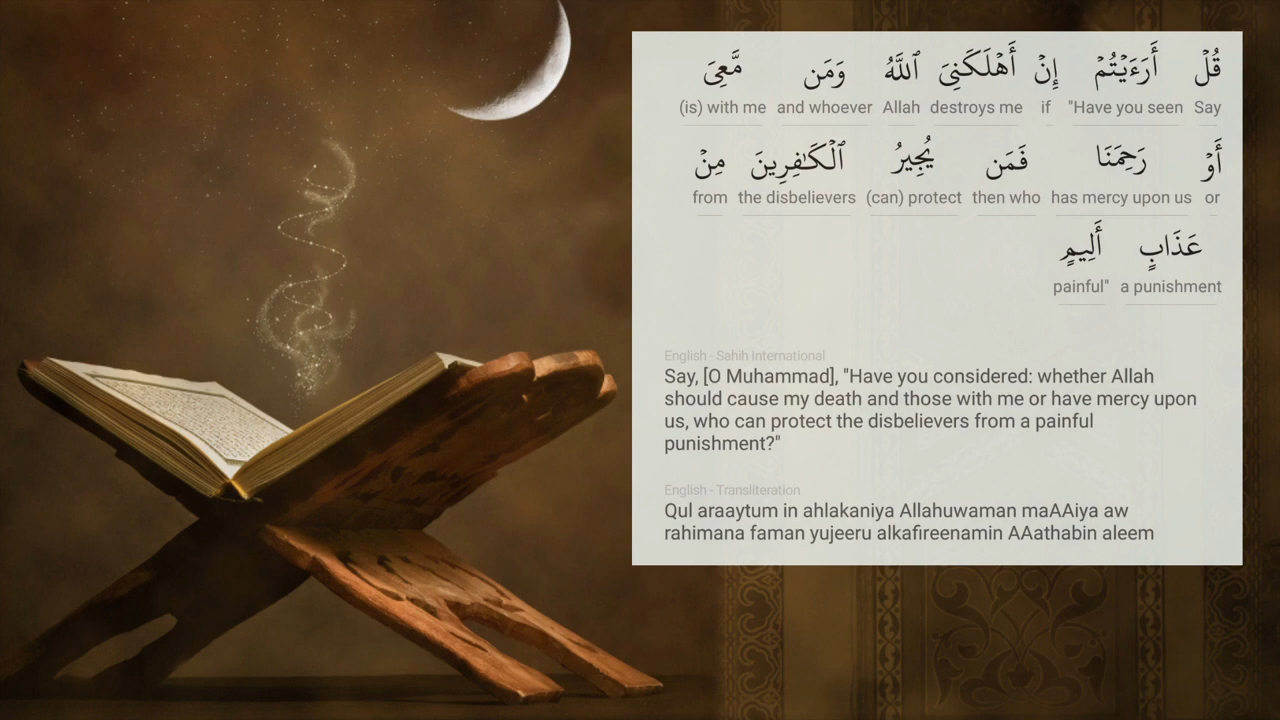 قُلْ أَرَءَيْتُمْ إِنْ أَهْلَكَنِىَ ٱللَّهُ وَمَن مَّعِىَ
Say "Have you seen if destroys me Allah and whoever (is) with me
أَوْ رَحِمَنَا فَمَن يُجِيرُ ٱلْكَـٰفِرِينَ مِنْ
or has mercy upon us then who (can) protect the disbelievers from
عَذَابٍ أَلِيمٍ
a punishment painful"
English - Sahih International
Say, [O Muhammad], "Have you considered: whether Allah
should cause my death and those with me or have mercy upon
us, who can protect the disbelievers from a painful
punishment?"
English - Transliteration
Qul araaytum in ahlakaniya Allahuwaman maAAiya aw
rahimana faman yujeeru alkafireenamin AAathabin aleem